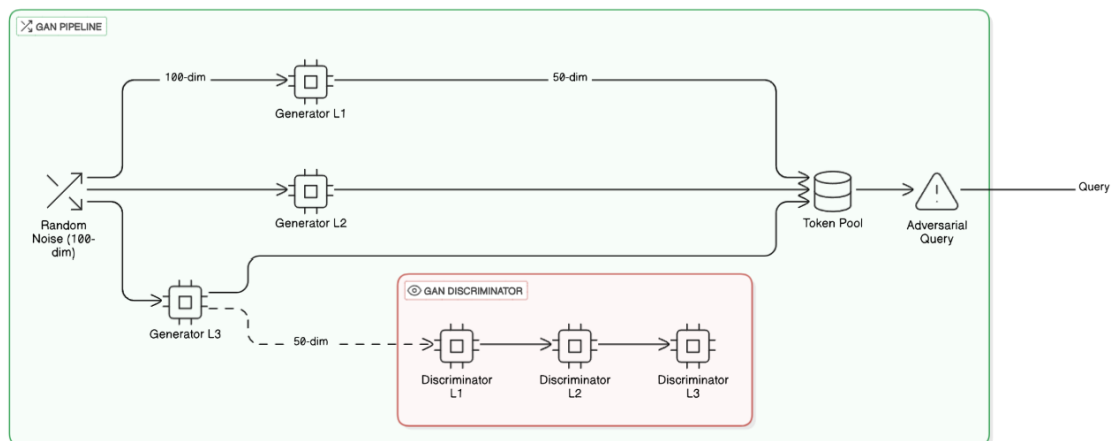 GAN PIPELINE
100-dim
50-dim
Generator L1
Random
Noise (100-
dim)
Generator L2
Token Pool
Adversarial
Query
Query
Generator L3
50-dim
GAN DISCRIMINATOR
Discriminator
L1
Discriminator
L2
Discriminator
L3